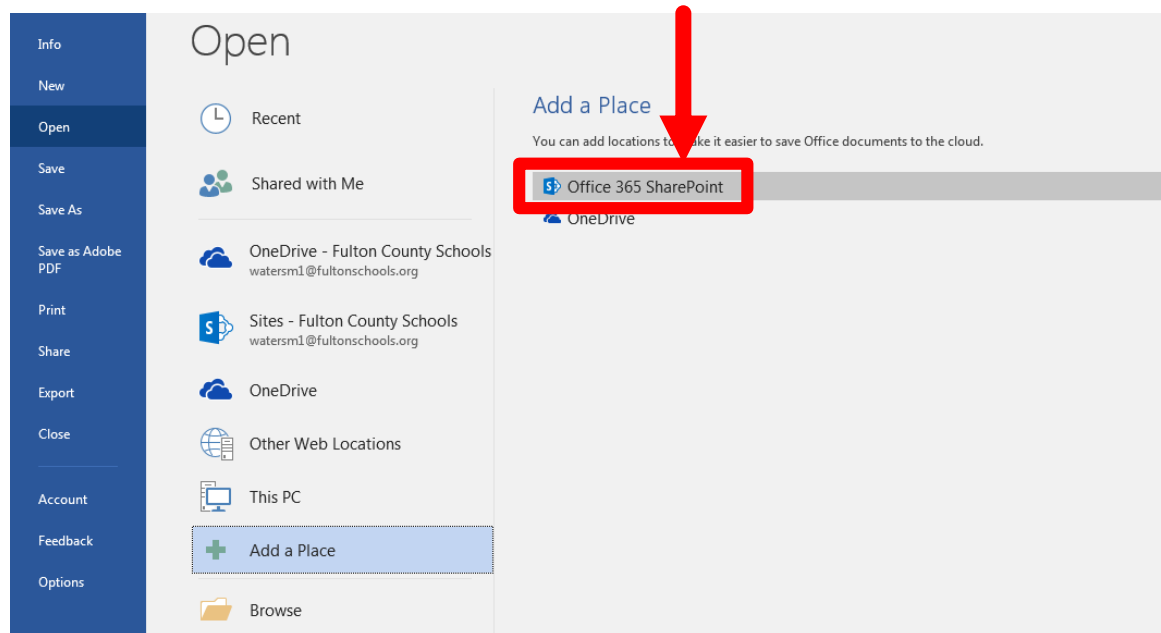 Info
New
Open
Save
Save As
Save as Adobe
PDF
Print
Share
Export
Close
Account
Feedback
Options
Open
Recent
Shared with Me
OneDrive - Fulton County Schools
watersm1@fultonschools.org
Sites - Fulton County Schools
watersm1@fultonschools.org
OneDrive
Other Web Locations
This PC
Add a Place
Browse
Add a Place
You can add locations to make it easier to save Office documents to the cloud.
Office 365 SharePoint
OneDrive